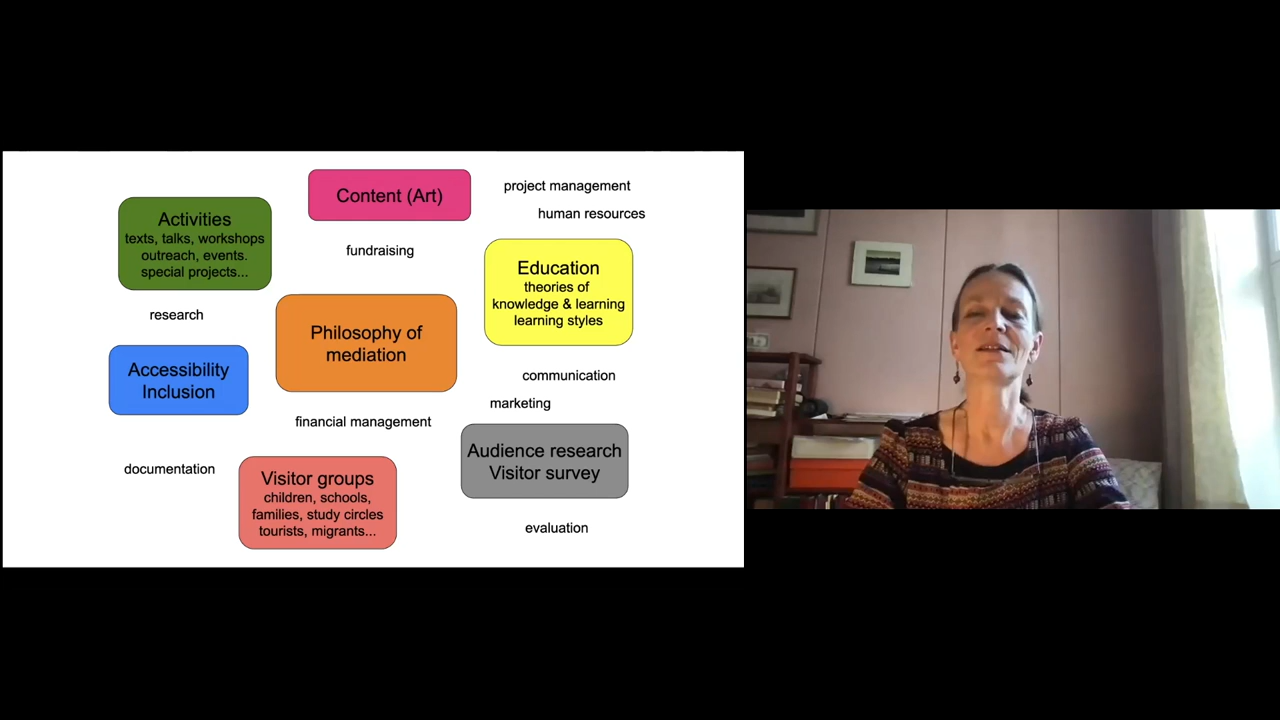 Content (Art)
project management
human resources
Activities
texts, talks, workshops
outreach, events.
special projects...
fundraising
Education
theories of
knowledge & learning
learning styles
research
Philosophy of
mediation
Accessibility
Inclusion
communication
marketing
financial management
Audience research
Visitor survey
documentation
Visitor groups
children, schools,
families, study circles
tourists, migrants...
evaluation